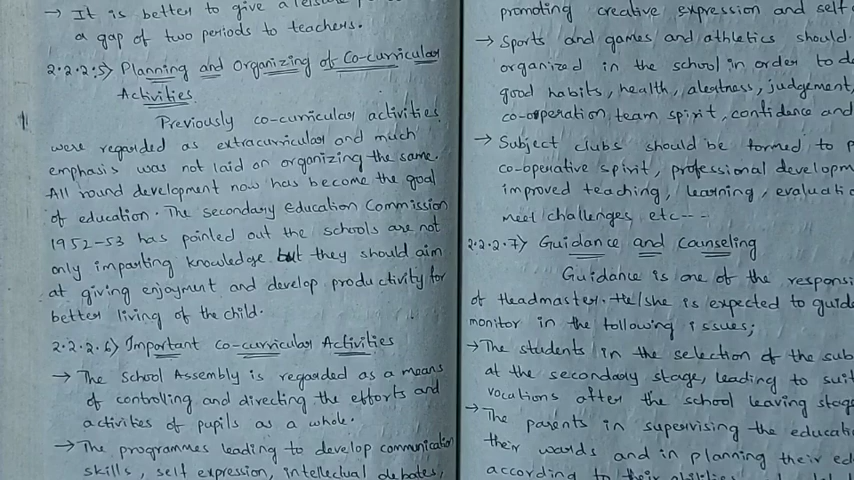 → It is better to give a leisure
a gap of two periods to teachers.
2.2.2.5) Planning and Organizing of Co-curricular
Activities.
Previously co-curricular activities
were regarded as extracurricular and much
emphasis was not laid on organizing the same.
All round development now has become the goal
of education. The secondary Education Commission
1952-53 has pointed out the schools are not
only imparting knowledge but they should aim
at giving enjoyment and develop productivity for
better living of the child.
2.2.2.6) Important co-curricular Activities
→ The School Assembly is regarded as a means
of controlling and directing the efforts and
activities of pupils as a whole.
→ The programmes leading to develop communication
skills, self expression, intellectual debates,
promoting creative expression and self
→ Sports and games and athletics should
organized in the school in order to
good habits, health, alertness, judgement,
co-operation, team spirit, confidence and
→ Subject clubs should be formed to
co-operative spirit, professional
improved teaching, learning,
meet challenges etc---
2.2.2.7) Guidance and Counseling
Guidance is one of the
of Headmaster. He/she is expected to
monitor in the following issues;
→ The students in the selection of the
at the secondary stage, leading to
vocations after the school leaving
→ The parents in supervising the
their wards and in planning their
according to their